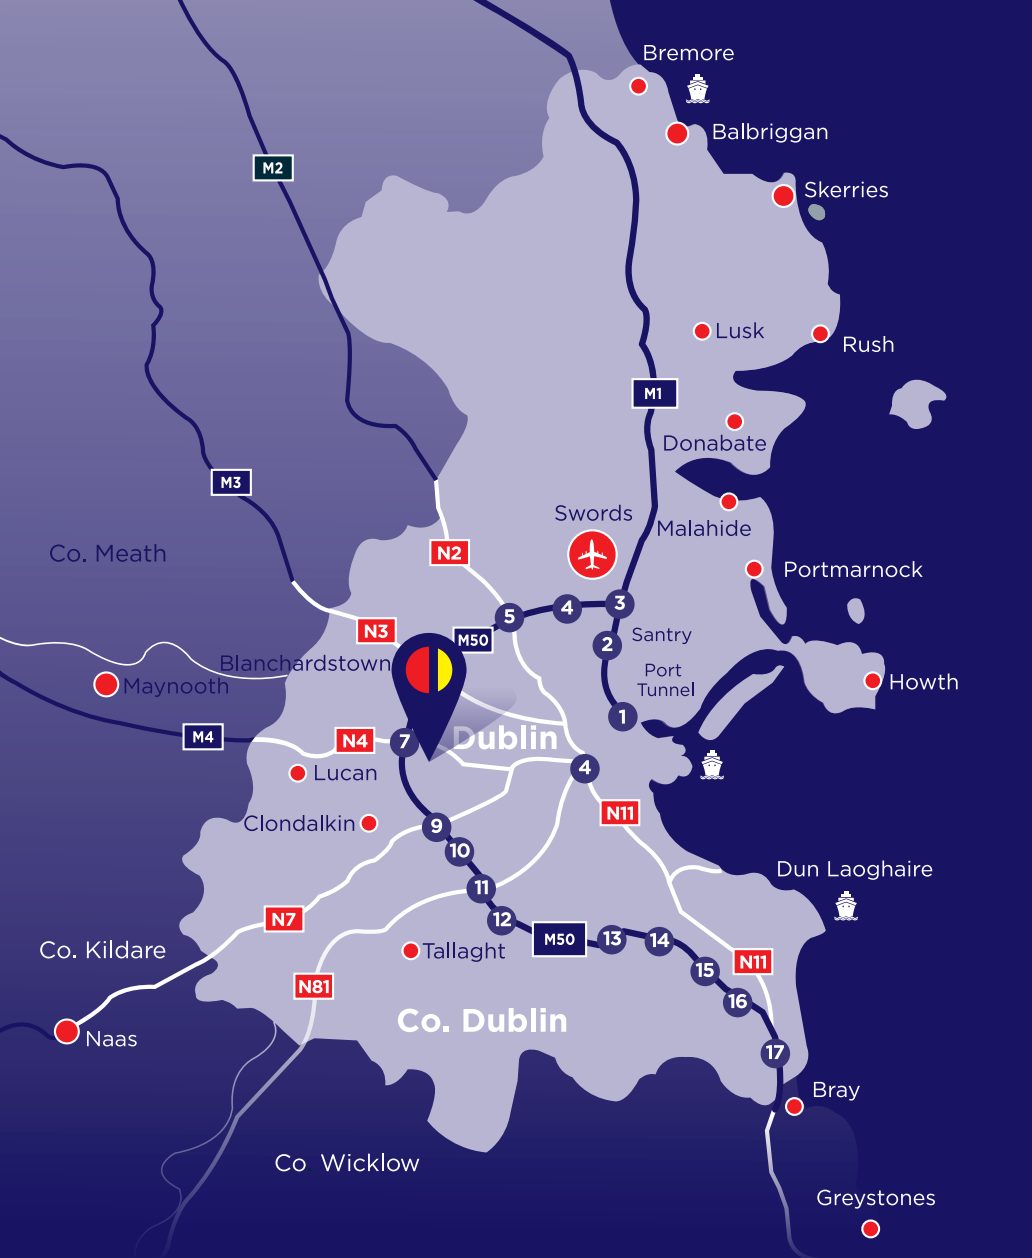 Bremore
Balbriggan
M2
Skerries
Lusk
Rush
M1
Donabate
M3
Swords
Malahide
Co. Meath
N2
Portmarnock
3
4
5
N3
M50
2
Santry
Blanchardstown
Port
Tunnel
Maynooth
Howth
1
M4
N4
7
Dublin
Lucan
4
N11
Clondalkin
9
10
Dun Laoghaire
11
N7
12
M50
13
14
Co. Kildare
Tallaght
N11
15
N81
16
Co. Dublin
Naas
17
Bray
Co Wicklow
Greystones